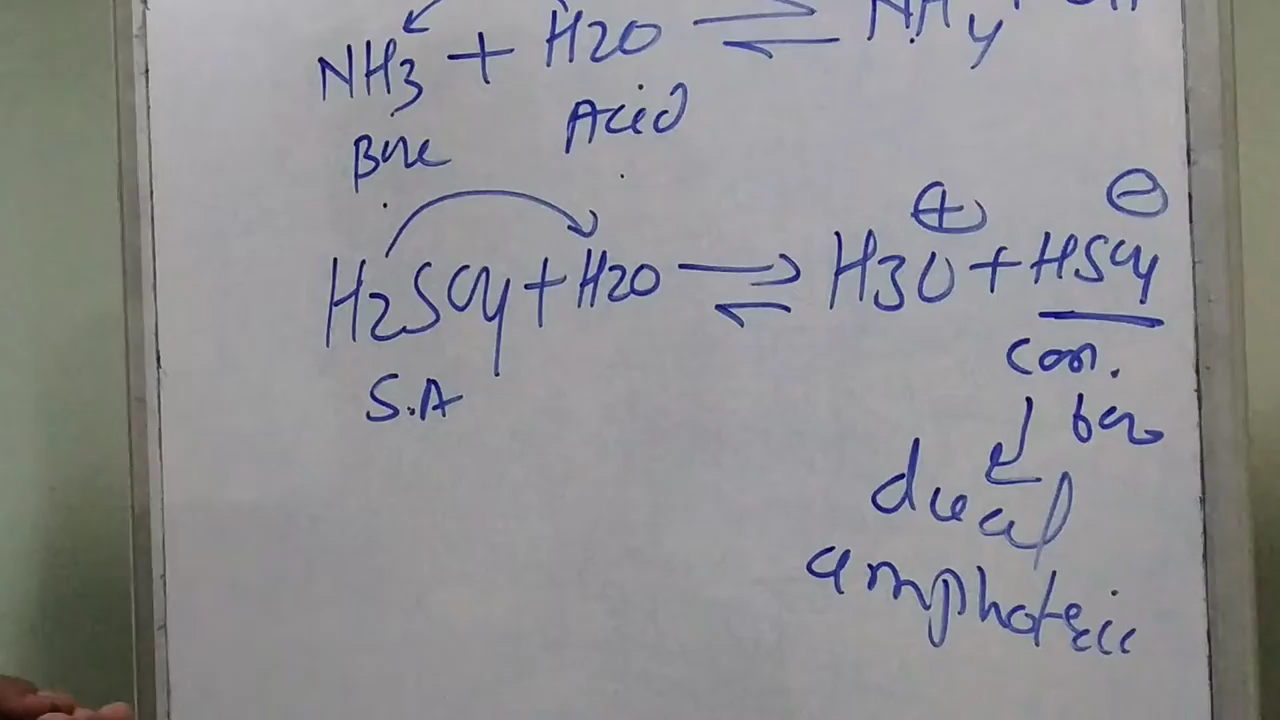 NH3 + H2O ⇌ NH4
Base Acid
H2SO4 + H2O ⇌ H3O⊕ + HSO4⊖
S.A con.
base
dual
amphoteric